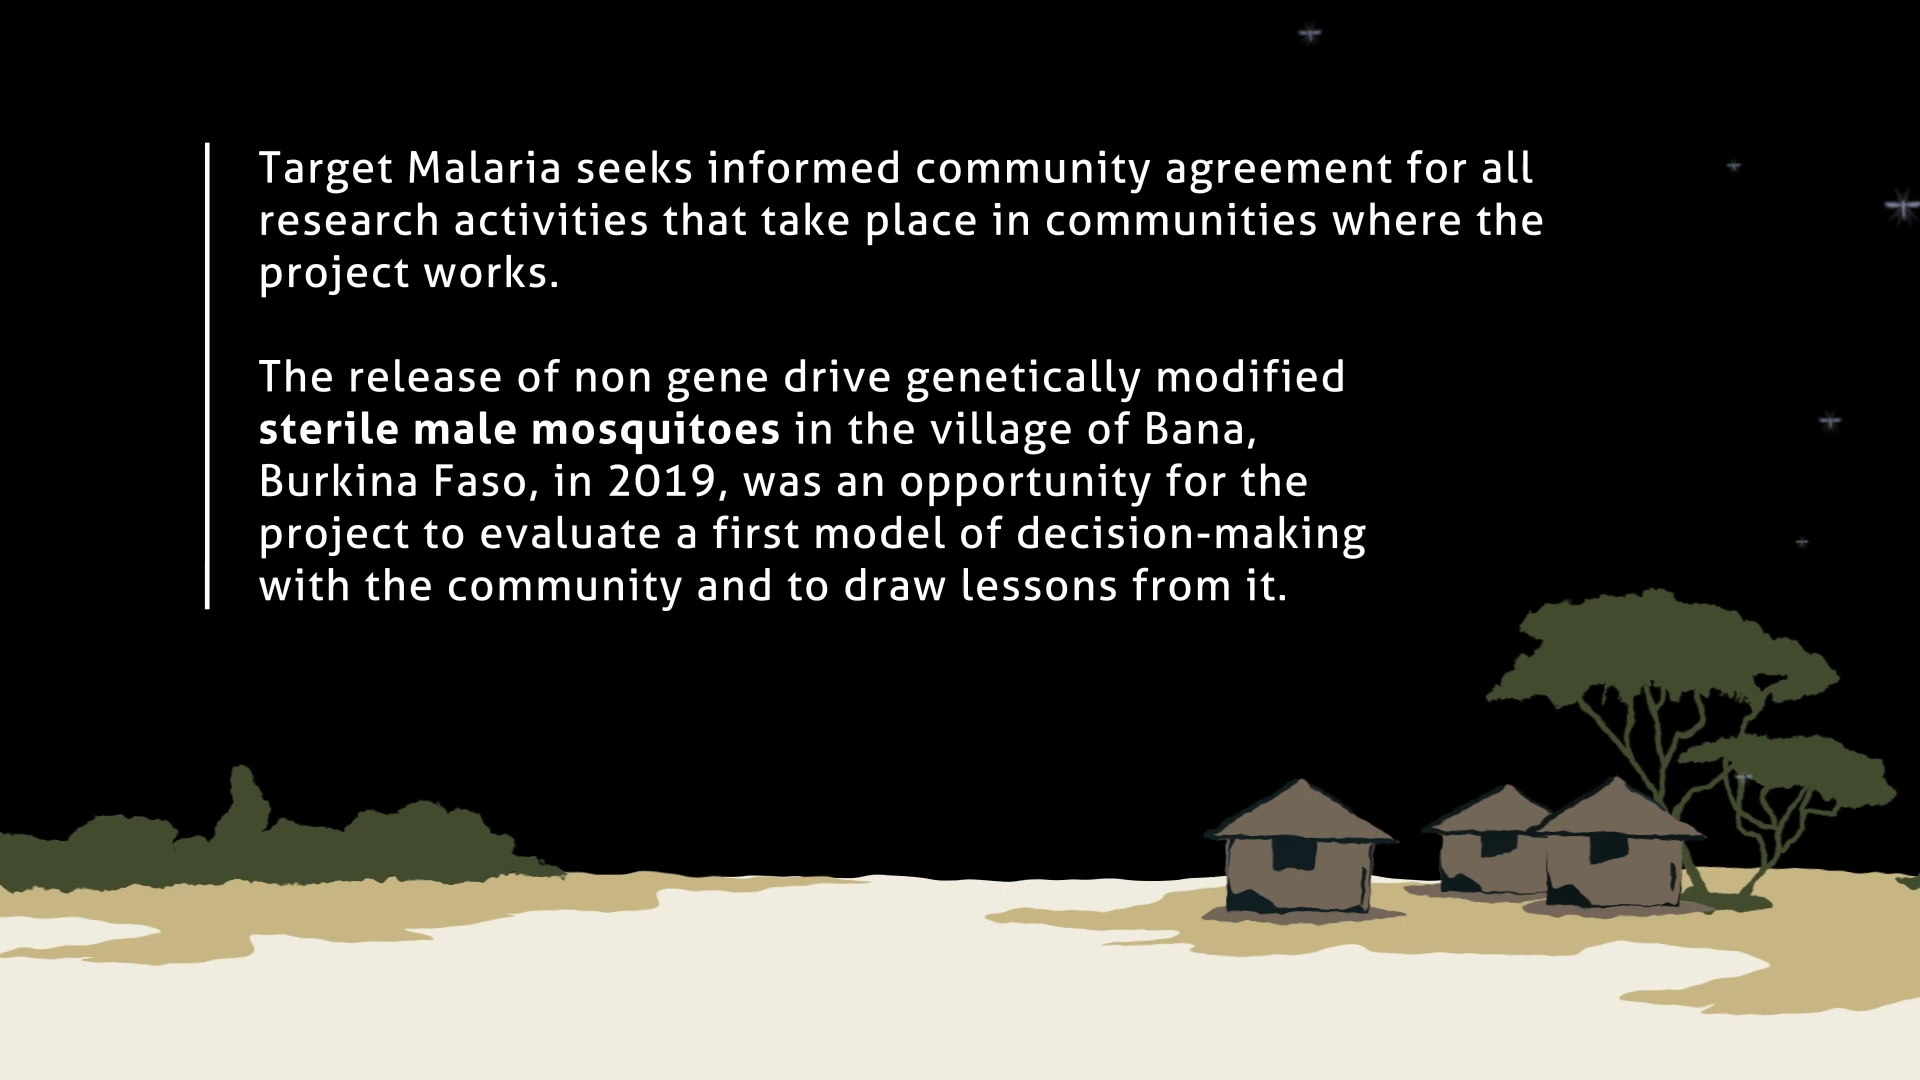 Target Malaria seeks informed community agreement for all
research activities that take place in communities where the
project works.
The release of non gene drive genetically modified
sterile male mosquitoes in the village of Bana,
Burkina Faso, in 2019, was an opportunity for the
project to evaluate a first model of decision-making
with the community and to draw lessons from it.